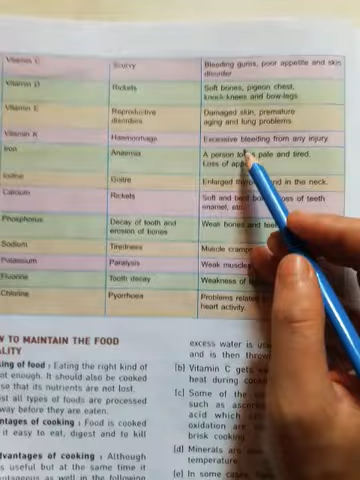 Vitamin C Scurvy Bleeding gums, poor appetite and skin
disorder
Vitamin D Rickets Soft bones, pigeon chest,
knock-knees and bow-legs
Vitamin E Reproductive Damaged skin, premature
disorders aging and lung problems
Vitamin K Haemorrhage Excessive bleeding from any injury
Iron Anaemia A person pale and tired.
Loss of
Iodine Goitre Enlarged in the neck.
Calcium Rickets Soft and loss of teeth
enamel, etc.
Phosphorus Decay of tooth and Weak bones and
erosion of bones
Sodium Tiredness Muscle
Potassium Paralysis Weak muscles
Fluorine Tooth decay Weakness of
Chlorine Pyorrhoea Problems related
heart activity.
TO MAINTAIN THE FOOD
of food : Eating the right kind of
enough. It should also be cooked
so that its nutrients are not lost.
all types of foods are processed
way before they are eaten.
of cooking : Food is cooked
it easy to eat, digest and to kill
of cooking : Although
useful but at the same time it
as well in the following
excess water is
and is then
[b] Vitamin C gets
heat during
[c] Some of the
such as
acid which
oxidation are
brisk cooking
[d] Minerals are
temperature.
[e] In some